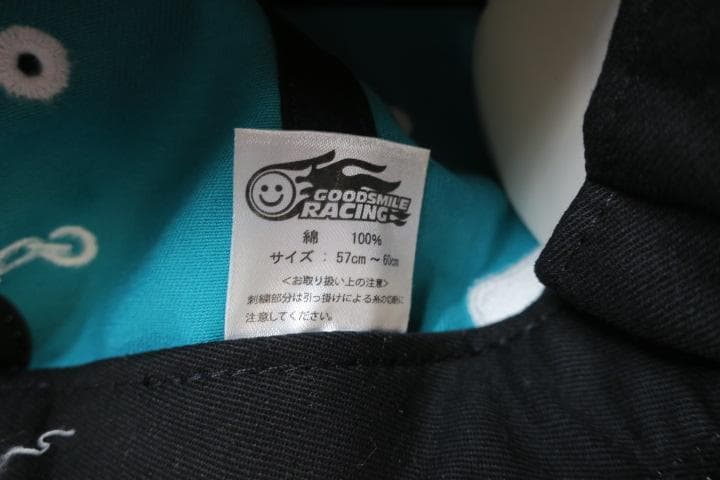 GOODSMILE
RACING
綿 100%
サイズ : 57cm ～ 60cm
<お取り扱い上の注意>
刺繍部分は引っ掛けによる糸の切断に
注意してください。